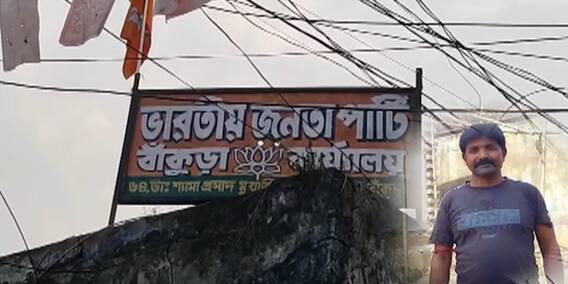 ভারতীয় জনতা পার্টি
বাঁকুড়া কার্য্যালয়
৬৪, ডাঃ শ্যামা প্রসাদ